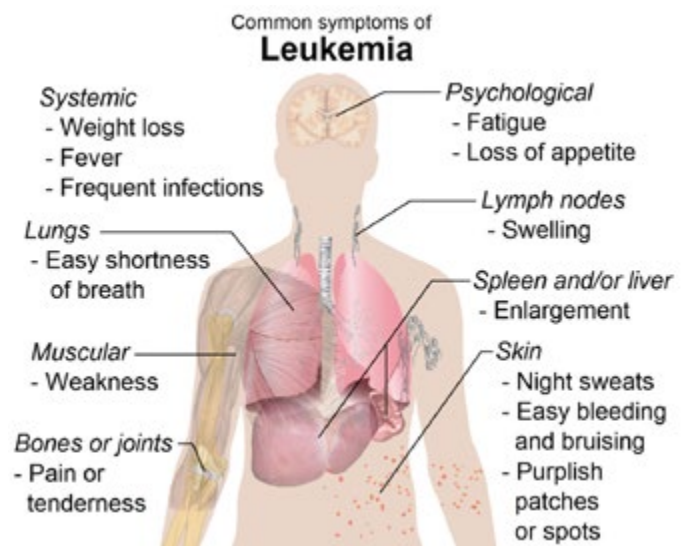 Common symptoms of
Leukemia
Systemic
- Weight loss
- Fever
- Frequent infections
Psychological
- Fatigue
- Loss of appetite
Lymph nodes
- Swelling
Lungs
- Easy shortness
of breath
Spleen and/or liver
- Enlargement
Muscular
- Weakness
Skin
- Night sweats
- Easy bleeding
and bruising
- Purplish
patches
or spots
Bones or joints
- Pain or
tenderness